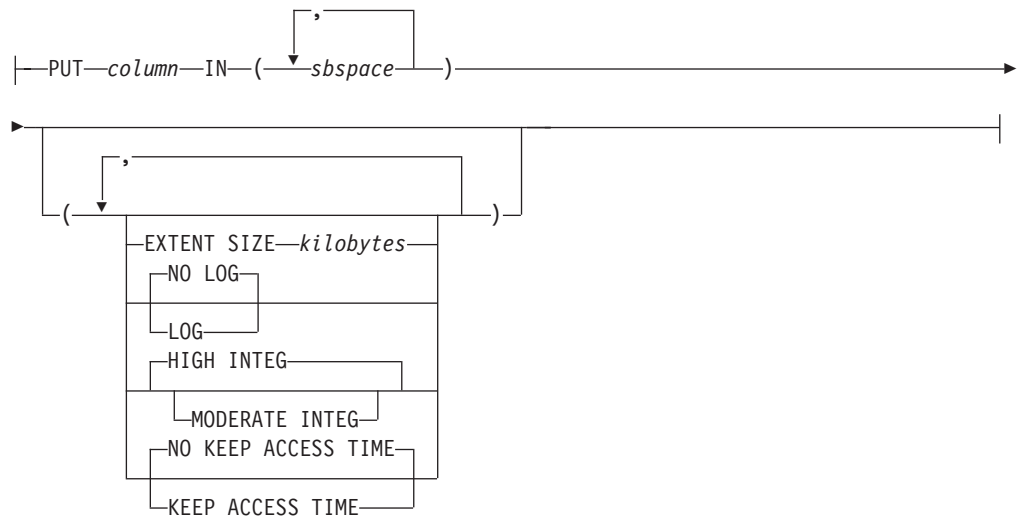 ,
PUT column IN ( sbspace )
,
( )
EXTENT SIZE kilobytes
NO LOG
LOG
HIGH INTEG
MODERATE INTEG
NO KEEP ACCESS TIME
KEEP ACCESS TIME